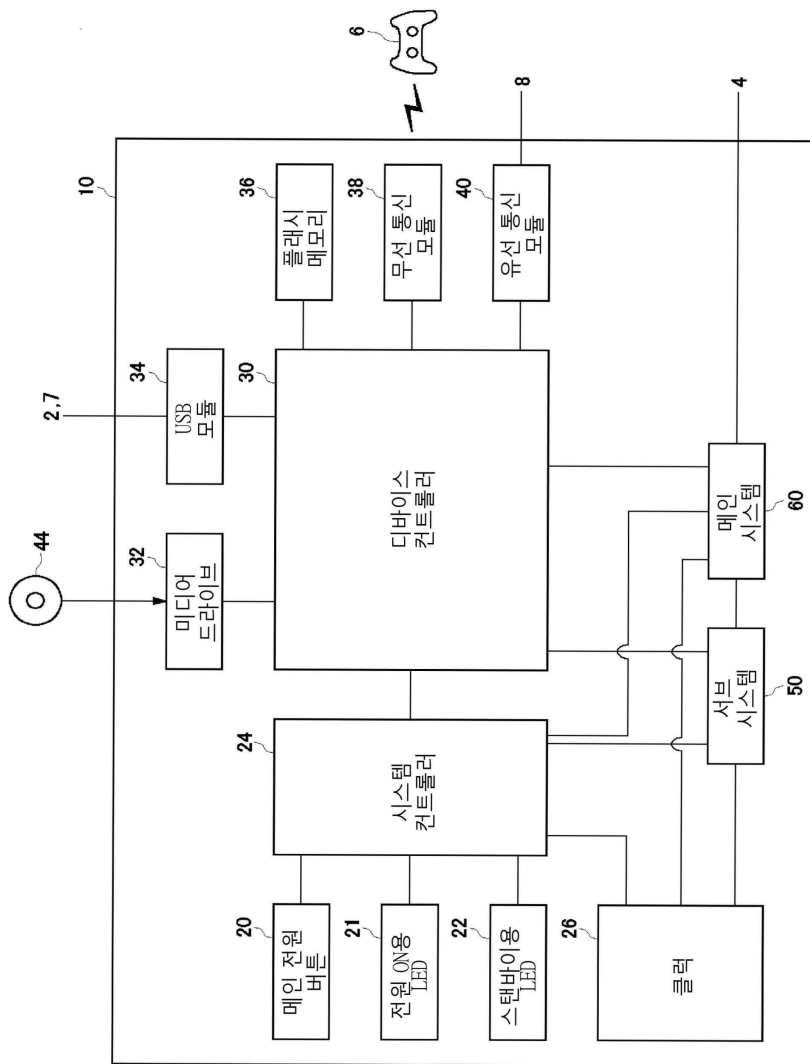 44
2,7
10
32
미디어
드라이브
34
USB
모듈
36
플래시
메모리
6
20
메인 전원
버튼
24
시스템
컨트롤러
30
디바이스
컨트롤러
38
무선 통신
모듈
21
전원 ON용
LED
40
유선 통신
모듈
8
22
스탠바이용
LED
26
클럭
서브
시스템
50
메인
시스템
60
4